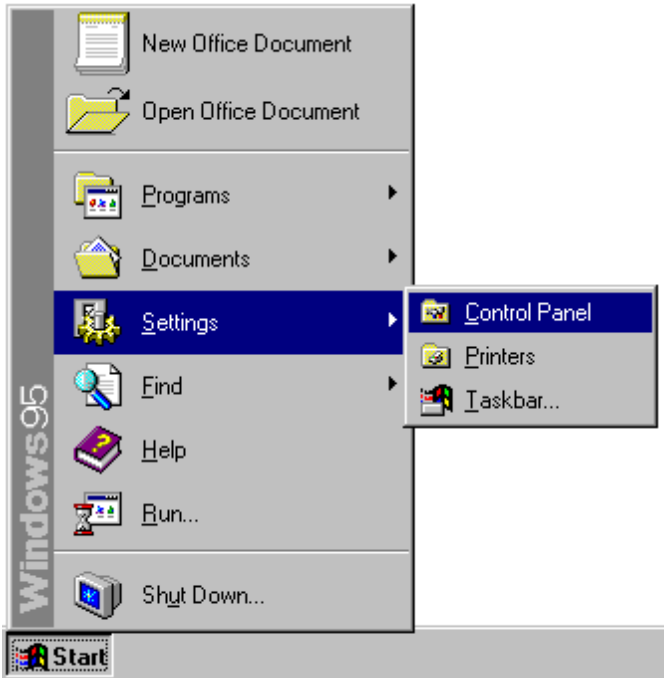 New Office Document
Open Office Document
Programs
Documents
Settings
Control Panel
Printers
Taskbar...
Find
Help
Run...
Shut Down...
Windows95
Start